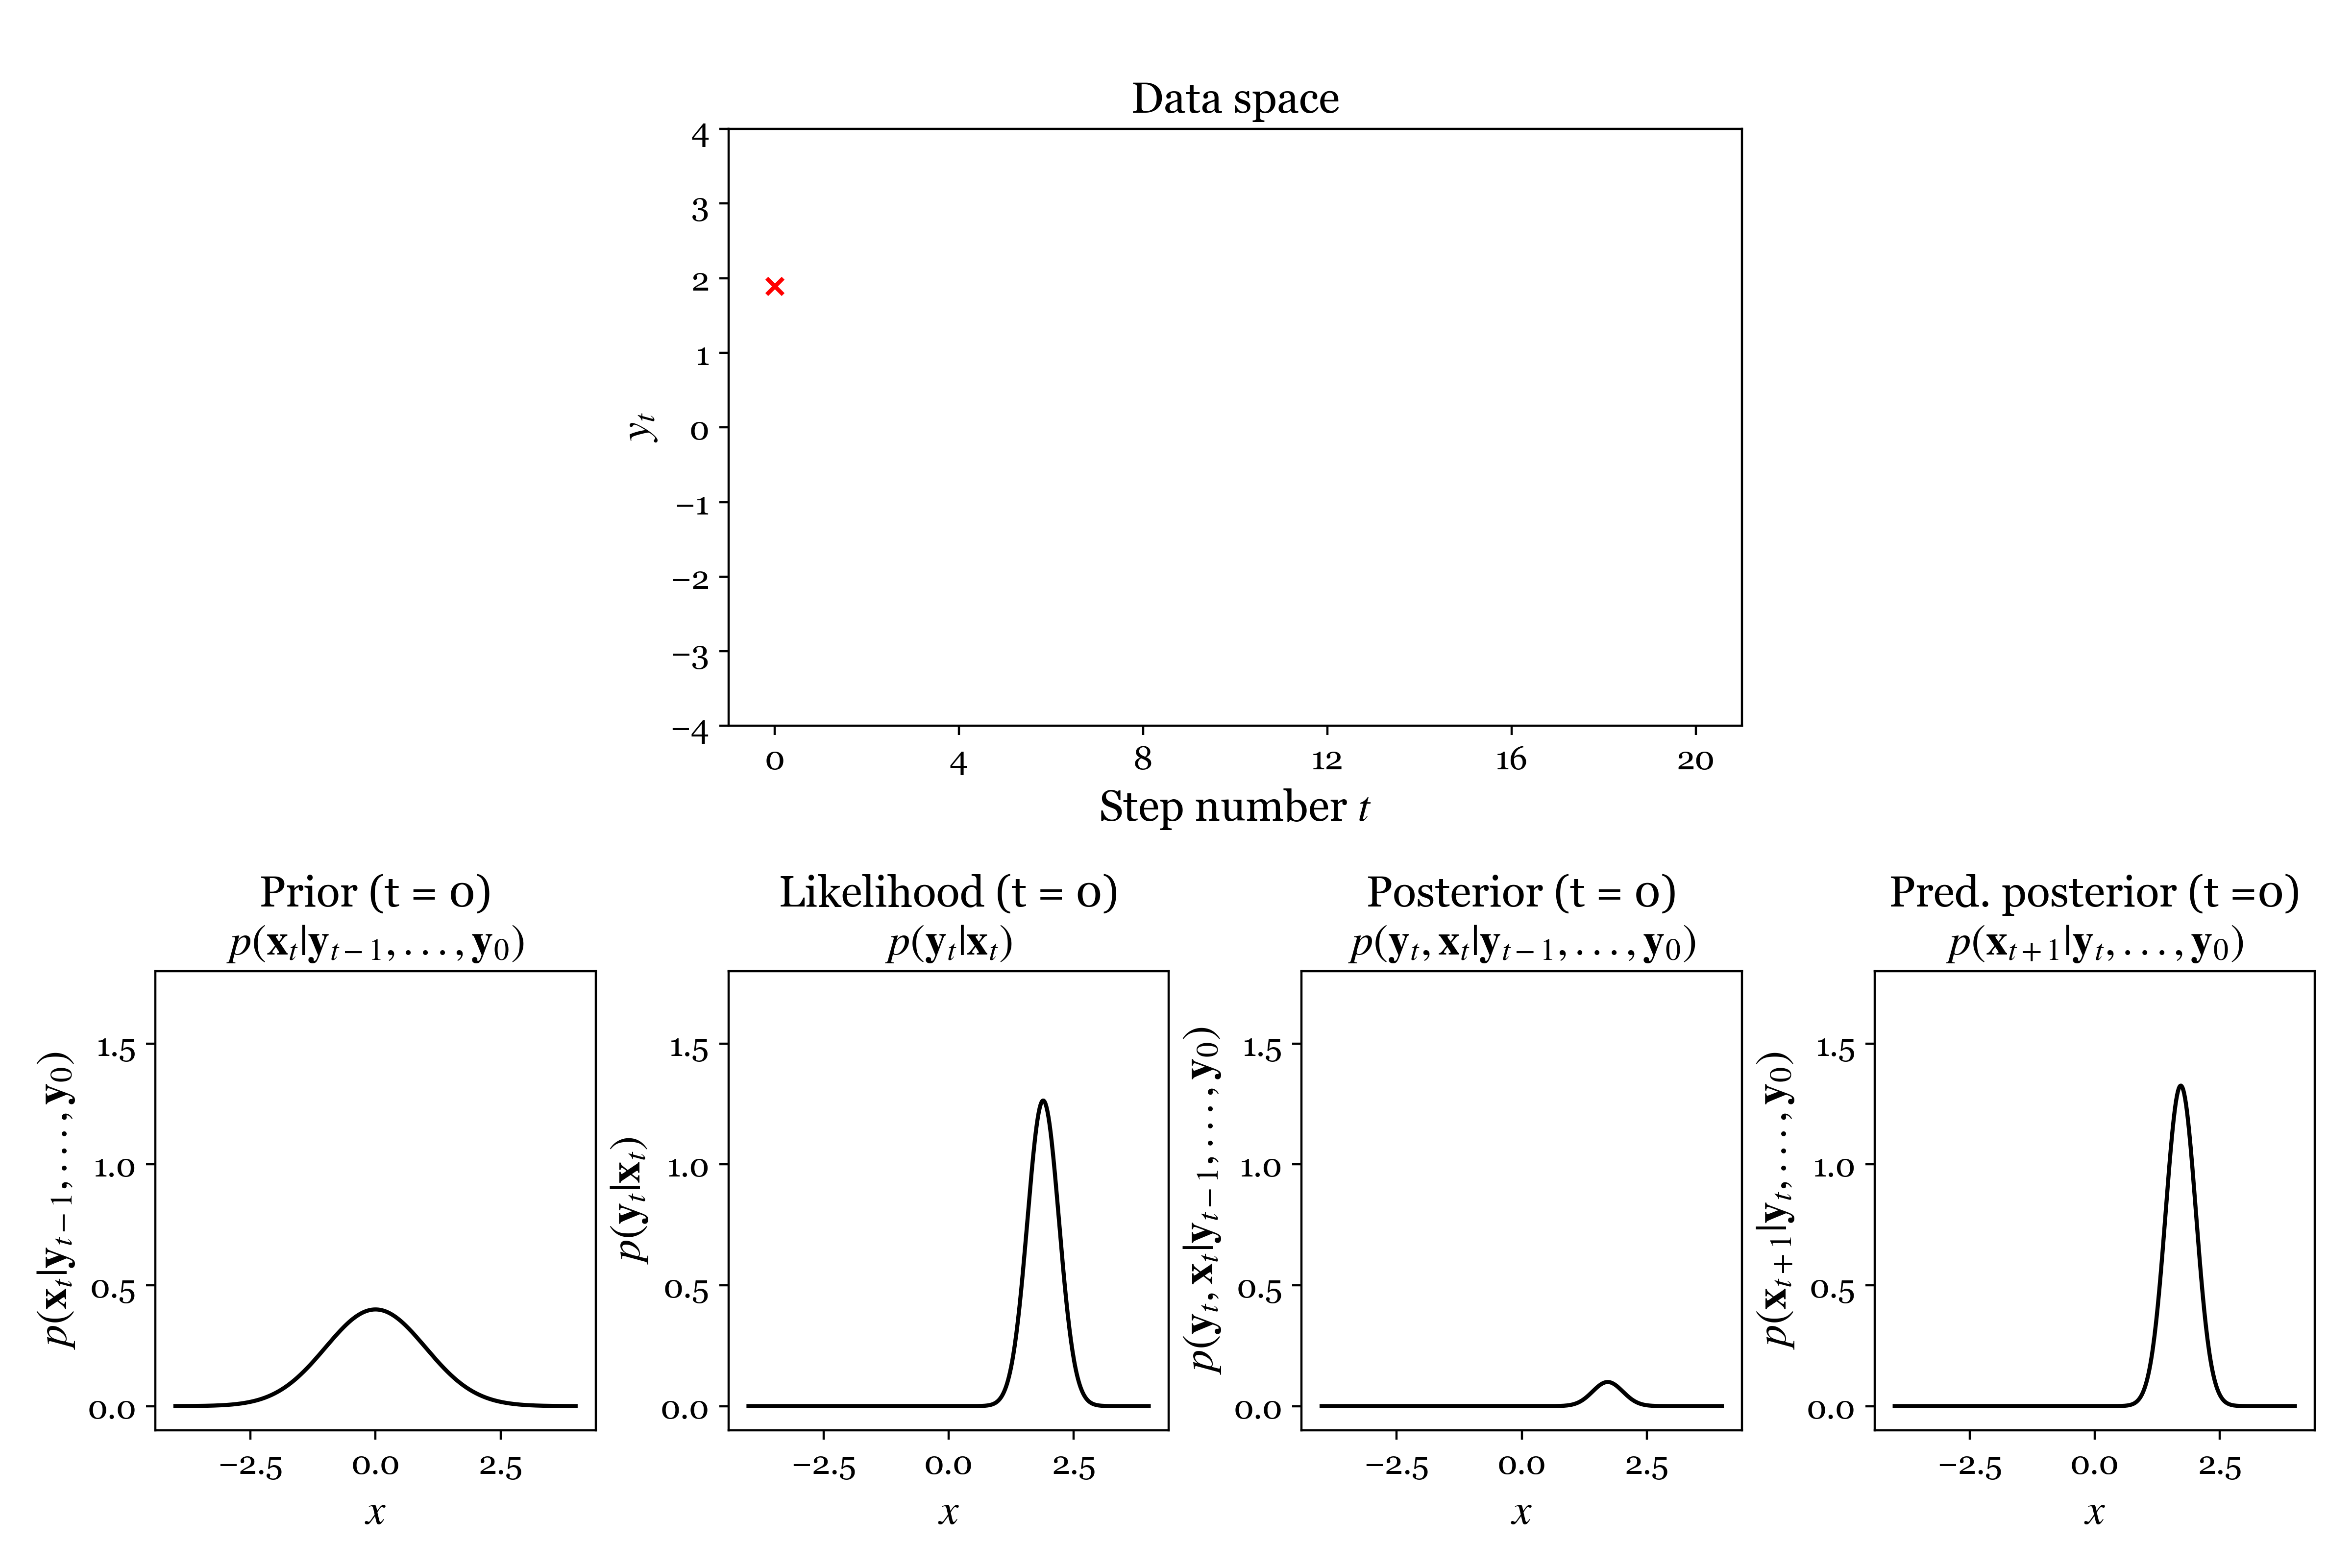 Data space
4
3
2
1
0
−1
−2
−3
−4
y_t
0 4 8 12 16 20
Step number t
Prior (t = 0)
p(𝐱_t|𝐲_{t−1}, . . . , 𝐲_0)
1.5
1.0
0.5
0.0
p(𝐱_t|𝐲_{t−1}, . . . , 𝐲_0)
−2.5 0.0 2.5
x
Likelihood (t = 0)
p(𝐲_t|𝐱_t)
1.5
1.0
0.5
0.0
p(𝐲_t|𝐱_t)
−2.5 0.0 2.5
x
Posterior (t = 0)
p(𝐲_t, 𝐱_t|𝐲_{t−1}, . . . , 𝐲_0)
1.5
1.0
0.5
0.0
p(𝐲_t, 𝐱_t|𝐲_{t−1}, . . . , 𝐲_0)
−2.5 0.0 2.5
x
Pred. posterior (t =0)
p(𝐱_{t+1}|𝐲_t, . . . , 𝐲_0)
1.5
1.0
0.5
0.0
p(𝐱_{t+1}|𝐲_t, . . . , 𝐲_0)
−2.5 0.0 2.5
x